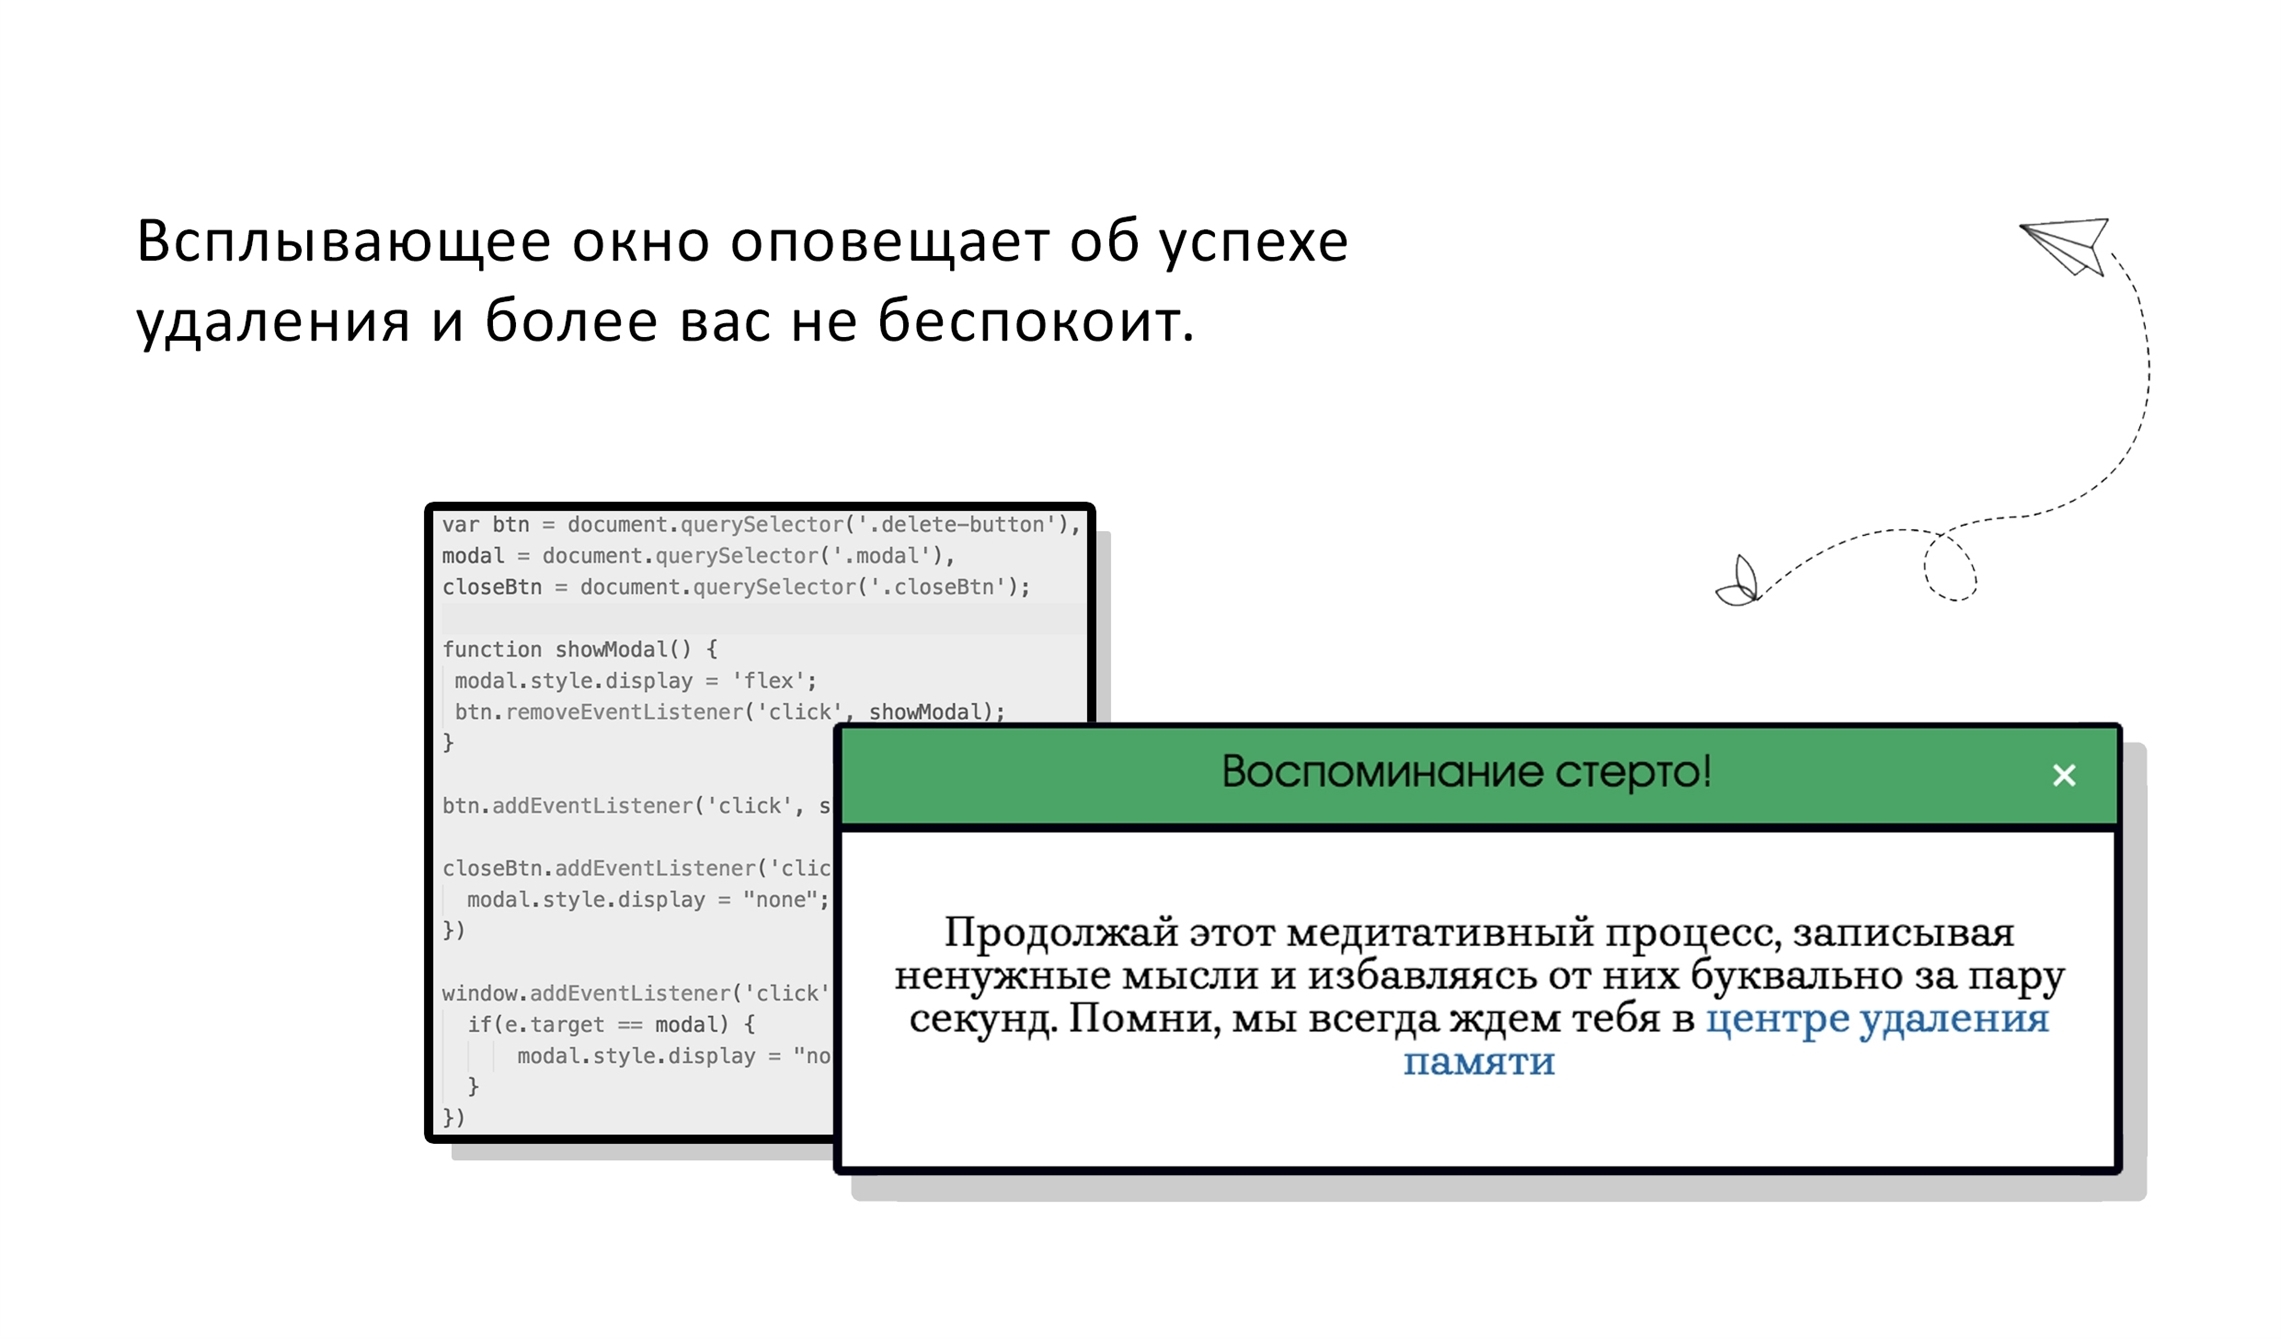 Всплывающее окно оповещает об успехе
удаления и более вас не беспокоит.
var btn = document.querySelector('.delete-button'),
modal = document.querySelector('.modal'),
closeBtn = document.querySelector('.closeBtn');
function showModal() {
modal.style.display = 'flex';
btn.removeEventListener('click', showModal);
}
btn.addEventListener('click', s
closeBtn.addEventListener('clic
modal.style.display = "none";
})
window.addEventListener('click'
if(e.target == modal) {
modal.style.display = "no
}
})
Воспоминание стерто!
Продолжай этот медитативный процесс, записывая
ненужные мысли и избавляясь от них буквально за пару
секунд. Помни, мы всегда ждем тебя в центре удаления
памяти